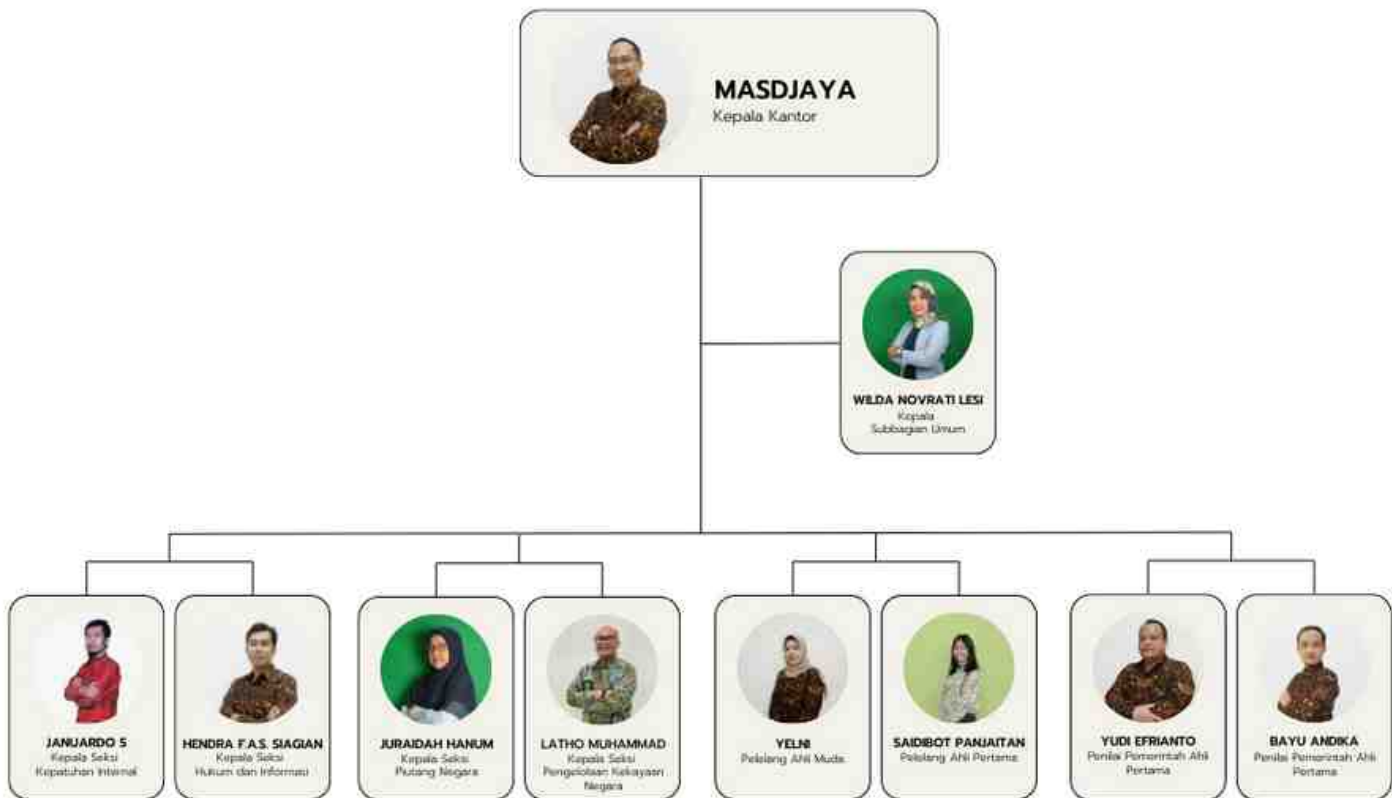 MASDJAYA
Kepala Kantor
WILDA NOVRATI LESI
Kepala
Subbagian Umum
JANUARDO S
Kepala Seksi
Kepatuhan Internal
HENDRA F.A.S. SIAGIAN
Kepala Seksi
Hukum dan Informasi
JURAIDAH HANUM
Kepala Seksi
Piutang Negara
LATHO MUHAMMAD
Kepala Seksi
Pengelolaan Kekayaan
Negara
YELNI
Pelelang Ahli Muda
SAIDIBOT PANJAITAN
Pelelang Ahli Pertama
YUDI EFRIANTO
Penilai Pemerintah Ahli
Pertama
BAYU ANDIKA
Penilai Pemerintah Ahli
Pertama